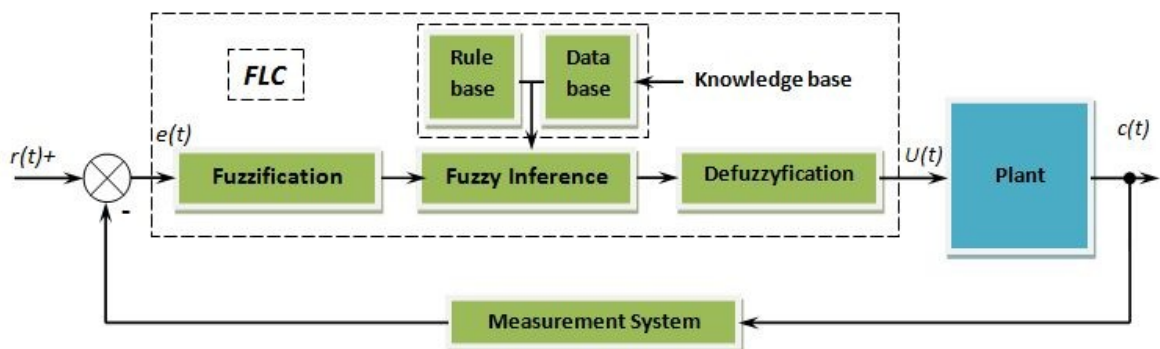 FLC
Rule
base
Data
base
Knowledge base
r(t)+
-
e(t)
Fuzzification
Fuzzy Inference
Defuzzyfication
U(t)
Plant
c(t)
Measurement System